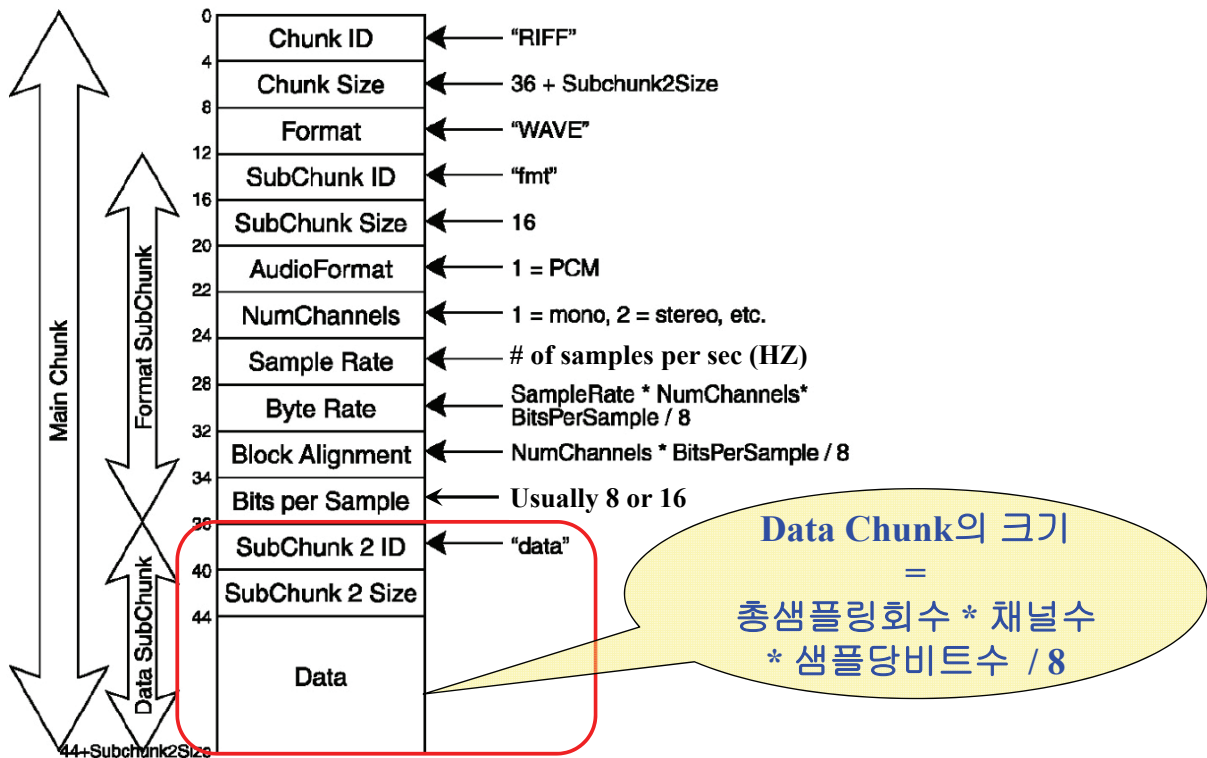 0
Chunk ID
"RIFF"
4
Chunk Size
36 + Subchunk2Size
8
Format
"WAVE"
12
SubChunk ID
"fmt"
16
SubChunk Size
16
20
AudioFormat
1 = PCM
22
NumChannels
1 = mono, 2 = stereo, etc.
24
Sample Rate
# of samples per sec (HZ)
28
Byte Rate
SampleRate * NumChannels*
BitsPerSample / 8
32
Block Alignment
NumChannels * BitsPerSample / 8
34
Bits per Sample
Usually 8 or 16
36
SubChunk 2 ID
"data"
40
SubChunk 2 Size
44
Data
44+Subchunk2Size
Main Chunk
Format SubChunk
Data SubChunk
Data Chunk의 크기
=
총샘플링회수 * 채널수
* 샘플당비트수 / 8